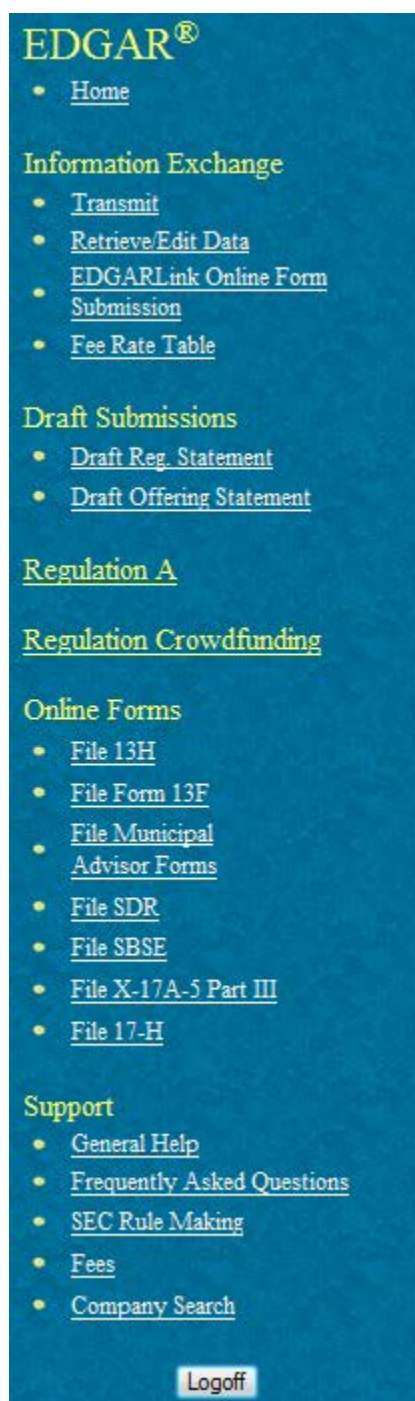 EDGAR®
Home
Information Exchange
Transmit
Retrieve/Edit Data
EDGARLink Online Form
Submission
Fee Rate Table
Draft Submissions
Draft Reg. Statement
Draft Offering Statement
Regulation A
Regulation Crowdfunding
Online Forms
File 13H
File Form 13F
File Municipal
Advisor Forms
File SDR
File SBSE
File X-17A-5 Part III
File 17-H
Support
General Help
Frequently Asked Questions
SEC Rule Making
Fees
Company Search
Logoff